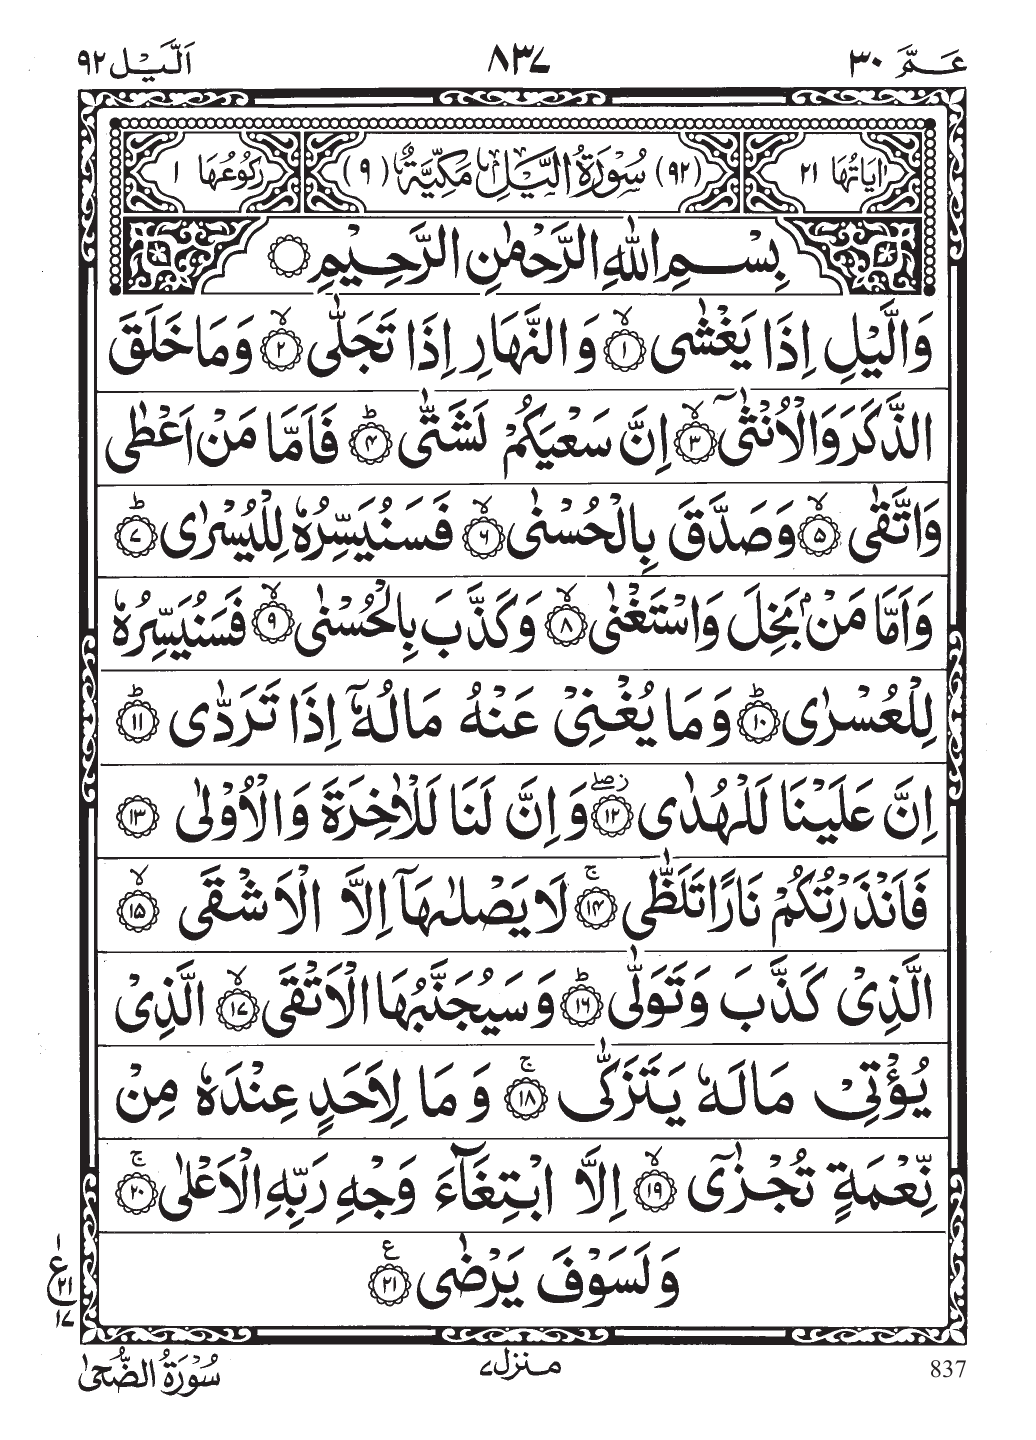 عَـمَّ ٣٠
٨٣٧
اَلَّيْل ٩٢
اٰيَاتُهَا ٢١
(٩٢) سُوْرَةُ الَّيْلِ مَكِّيَّةٌ (٩)
رُكُوْعُهَا ١
بِسْمِ اللّٰهِ الرَّحْمٰنِ الرَّحِيْمِ
وَالَّيْلِ اِذَا يَغْشٰى ۙ﴿١﴾ وَالنَّهَارِ اِذَا تَجَلّٰى ۙ﴿٢﴾ وَمَا خَلَقَ
الذَّكَرَ وَالْاُنْثٰٓى ۙ﴿٣﴾ اِنَّ سَعْيَكُمْ لَشَتّٰى ؕ﴿٤﴾ فَاَمَّا مَنْ اَعْطٰى
وَاتَّقٰى ۙ﴿٥﴾ وَصَدَّقَ بِالْحُسْنٰى ۙ﴿٦﴾ فَسَنُيَسِّرُهٗ لِلْيُسْرٰى ؕ﴿٧﴾
وَاَمَّا مَنْۢ بَخِلَ وَاسْتَغْنٰى ۙ﴿٨﴾ وَكَذَّبَ بِالْحُسْنٰى ۙ﴿٩﴾ فَسَنُيَسِّرُهٗ
لِلْعُسْرٰى ؕ﴿١٠﴾ وَمَا يُغْنِيْ عَنْهُ مَالُهٗٓ اِذَا تَرَدّٰى ؕ﴿١١﴾
اِنَّ عَلَيْنَا لَلْهُدٰى ۖ﴿١٢﴾ وَاِنَّ لَنَا لَلْاٰخِرَةَ وَالْاُوْلٰى ﴿١٣﴾
فَاَنْذَرْتُكُمْ نَارًا تَلَظّٰى ۚ﴿١٤﴾ لَا يَصْلٰىهَاۤ اِلَّا الْاَشْقَى ۙ﴿١٥﴾
الَّذِيْ كَذَّبَ وَتَوَلّٰى ؕ﴿١٦﴾ وَسَيُجَنَّبُهَا الْاَتْقَى ۙ﴿١٧﴾ الَّذِيْ
يُؤْتِيْ مَالَهٗ يَتَزَكّٰى ۚ﴿١٨﴾ وَمَا لِاَحَدٍ عِنْدَهٗ مِنْ
نِّعْمَةٍ تُجْزٰٓى ۙ﴿١٩﴾ اِلَّا ابْتِغَآءَ وَجْهِ رَبِّهِ الْاَعْلٰى ۚ﴿٢٠﴾
وَلَسَوْفَ يَرْضٰى ﴿٢١﴾ ع
١
ع ٢١
١٧
منزل ٧
سُوْرَةُ الضُّحٰى
837